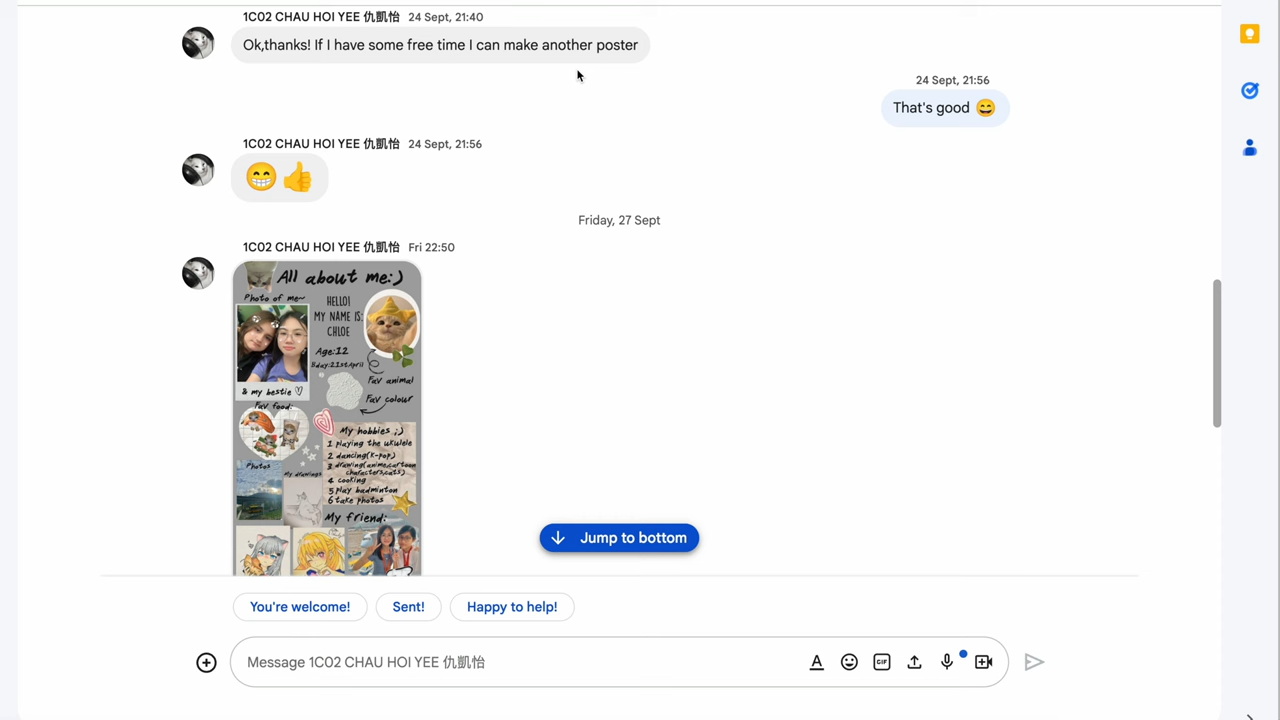 1C02 CHAU HOI YEE 仇凱怡 24 Sept, 21:40
Ok,thanks! If I have some free time I can make another poster
24 Sept, 21:56
That's good 😄
1C02 CHAU HOI YEE 仇凱怡 24 Sept, 21:56
😁👍
Friday, 27 Sept
1C02 CHAU HOI YEE 仇凱怡 Fri 22:50
All about me:)
Photo of me~
HELLO!
MY NAME IS:
CHLOE
Age:12
Bday:21stApril
Fav animal
& my bestie ♡
Fav colour
Fav food:
My hobbies ;)
1 playing the ukulele
2 dancing(k-pop)
3 drawing(anime,cartoon
characters,cats)
4 cooking
5 play badminton
6 take photos
Photos
My drawings
My friend:
Jump to bottom
You're welcome!
Sent!
Happy to help!
Message 1C02 CHAU HOI YEE 仇凱怡
A
GIF